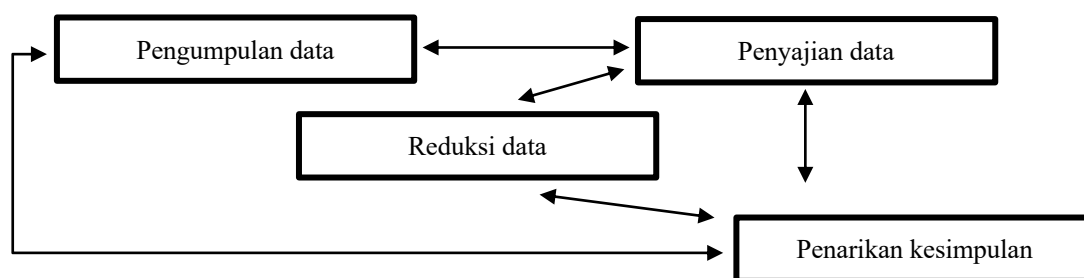 Pengumpulan data
Penyajian data
Reduksi data
Penarikan kesimpulan